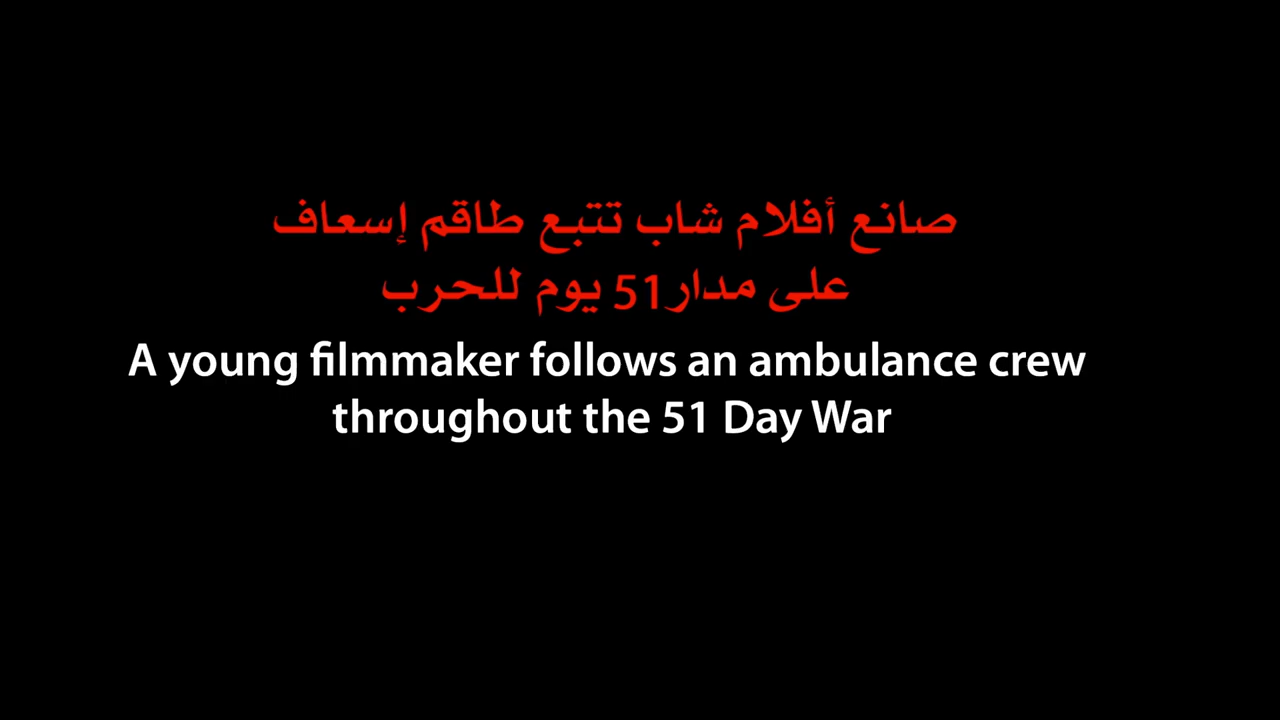 صانع أفلام شاب تتبع طاقم إسعاف
على مدار51 يوم للحرب
A young filmmaker follows an ambulance crew
throughout the 51 Day War